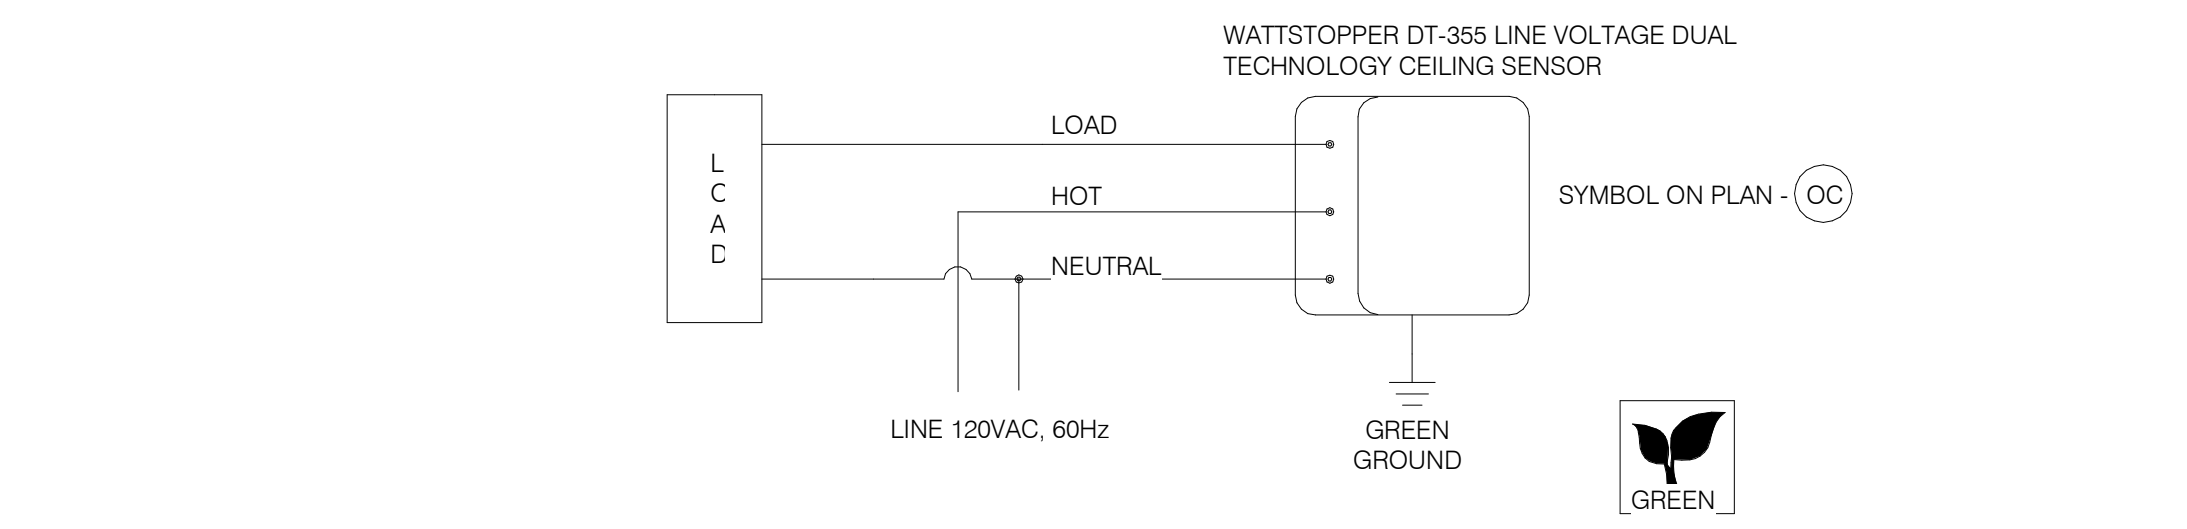 WATTSTOPPER DT-355 LINE VOLTAGE DUAL
TECHNOLOGY CEILING SENSOR
LOAD
L
O
A
D
HOT
SYMBOL ON PLAN - OC
NEUTRAL
LINE 120VAC, 60Hz
GREEN
GROUND
GREEN